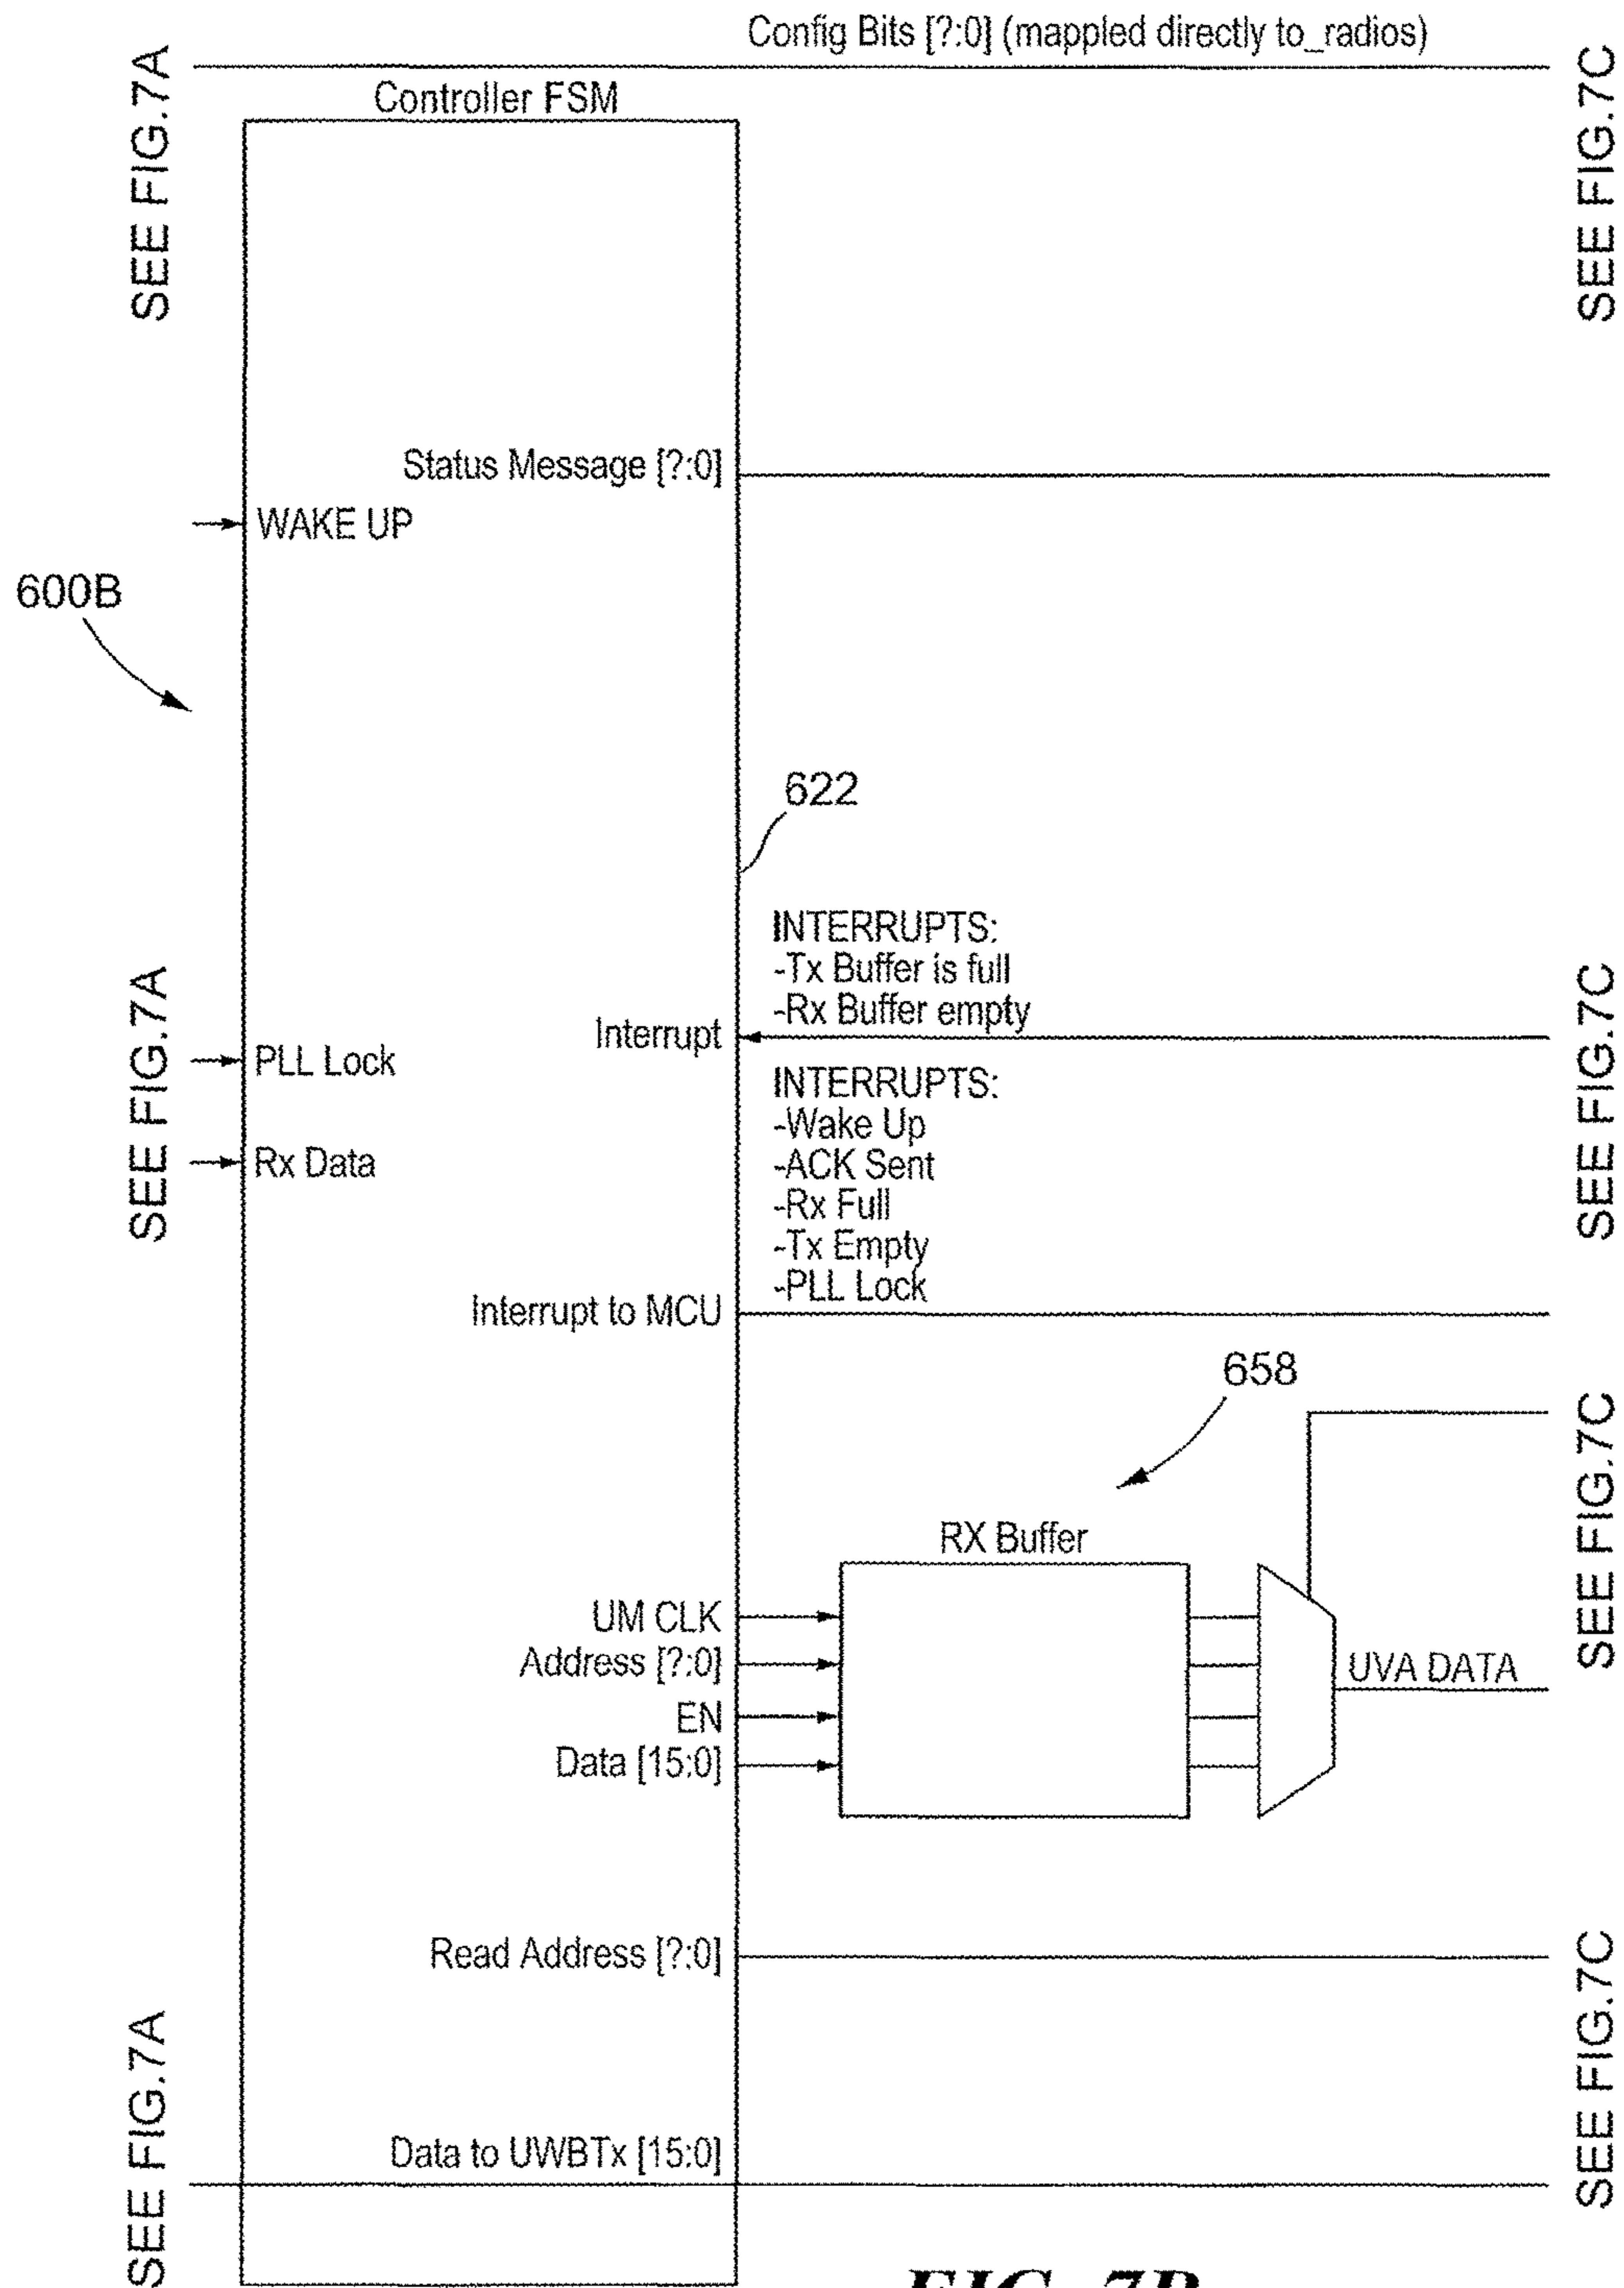 Config Bits [?:0] (mappled directly to_radios)
SEE FIG.7A
SEE FIG.7C
Controller FSM
Status Message [?:0]
WAKE UP
600B
622
INTERRUPTS:
-Tx Buffer is full
-Rx Buffer empty
Interrupt
SEE FIG.7A
SEE FIG.7C
PLL Lock
INTERRUPTS:
-Wake Up
-ACK Sent
-Rx Full
-Tx Empty
-PLL Lock
Rx Data
Interrupt to MCU
658
SEE FIG.7C
RX Buffer
UM CLK
Address [?:0]
EN
Data [15:0]
UVA DATA
Read Address [?:0]
SEE FIG.7C
SEE FIG.7A
Data to UWBTx [15:0]
FIG. 7B